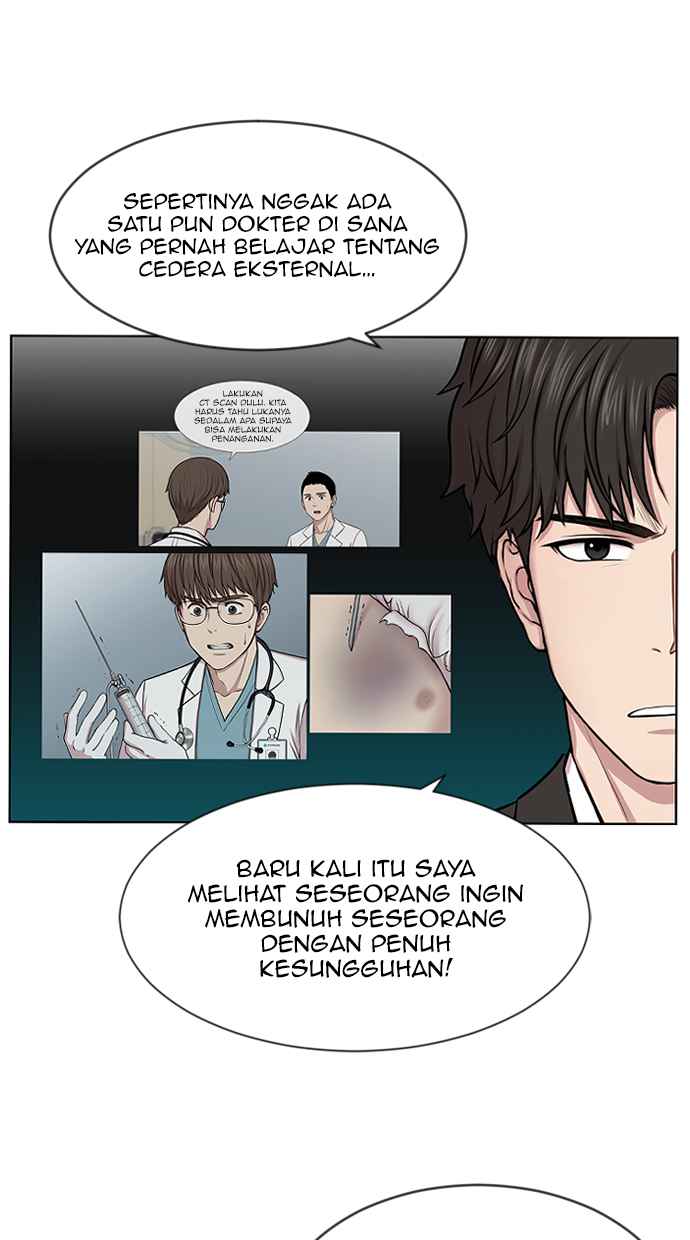 SEPERTINYA NGGAK ADA
SATU PUN DOKTER DI SANA
YANG PERNAH BELAJAR TENTANG
CEDERA EKSTERNAL...
LAKUKAN
CT SCAN DULU. KITA
HARUS TAHU LUKANYA
SEDALAM APA SUPAYA
BISA MELAKUKAN
PENANGANAN.
BARU KALI ITU SAYA
MELIHAT SESEORANG INGIN
MEMBUNUH SESEORANG
DENGAN PENUH
KESUNGGUHAN!